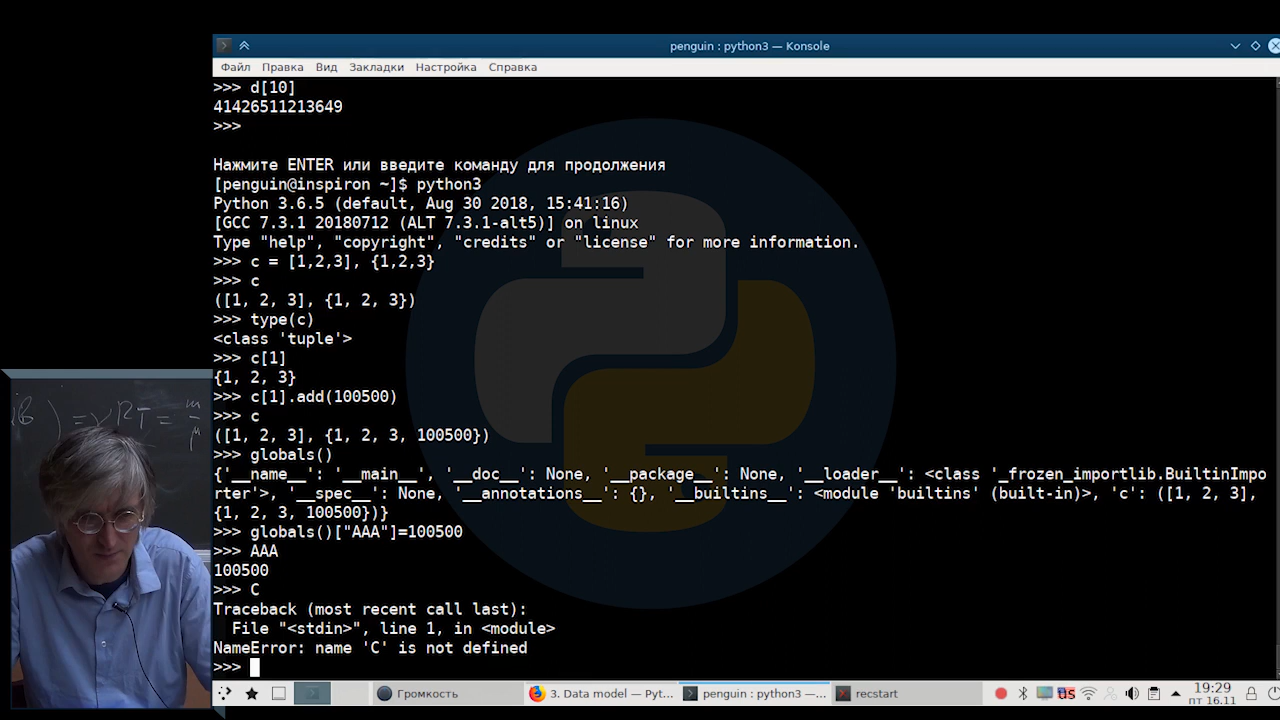 penguin : python3 — Konsole
Файл Правка Вид Закладки Настройка Справка
>>> d[10]
41426511213649
>>>
Нажмите ENTER или введите команду для продолжения
[penguin@inspiron ~]$ python3
Python 3.6.5 (default, Aug 30 2018, 15:41:16)
[GCC 7.3.1 20180712 (ALT 7.3.1-alt5)] on linux
Type "help", "copyright", "credits" or "license" for more information.
>>> c = [1,2,3], {1,2,3}
>>> c
([1, 2, 3], {1, 2, 3})
>>> type(c)
<class 'tuple'>
>>> c[1]
{1, 2, 3}
>>> c[1].add(100500)
>>> c
([1, 2, 3], {1, 2, 3, 100500})
>>> globals()
{'__name__': '__main__', '__doc__': None, '__package__': None, '__loader__': <class '_frozen_importlib.BuiltinImpo
rter'>, '__spec__': None, '__annotations__': {}, '__builtins__': <module 'builtins' (built-in)>, 'c': ([1, 2, 3],
{1, 2, 3, 100500})}
>>> globals()["AAA"]=100500
>>> AAA
100500
>>> C
Traceback (most recent call last):
  File "<stdin>", line 1, in <module>
NameError: name 'C' is not defined
>>>
Громкость
3. Data model — Pyt...
penguin : python3 —...
recstart
us
19:29
пт 16.11